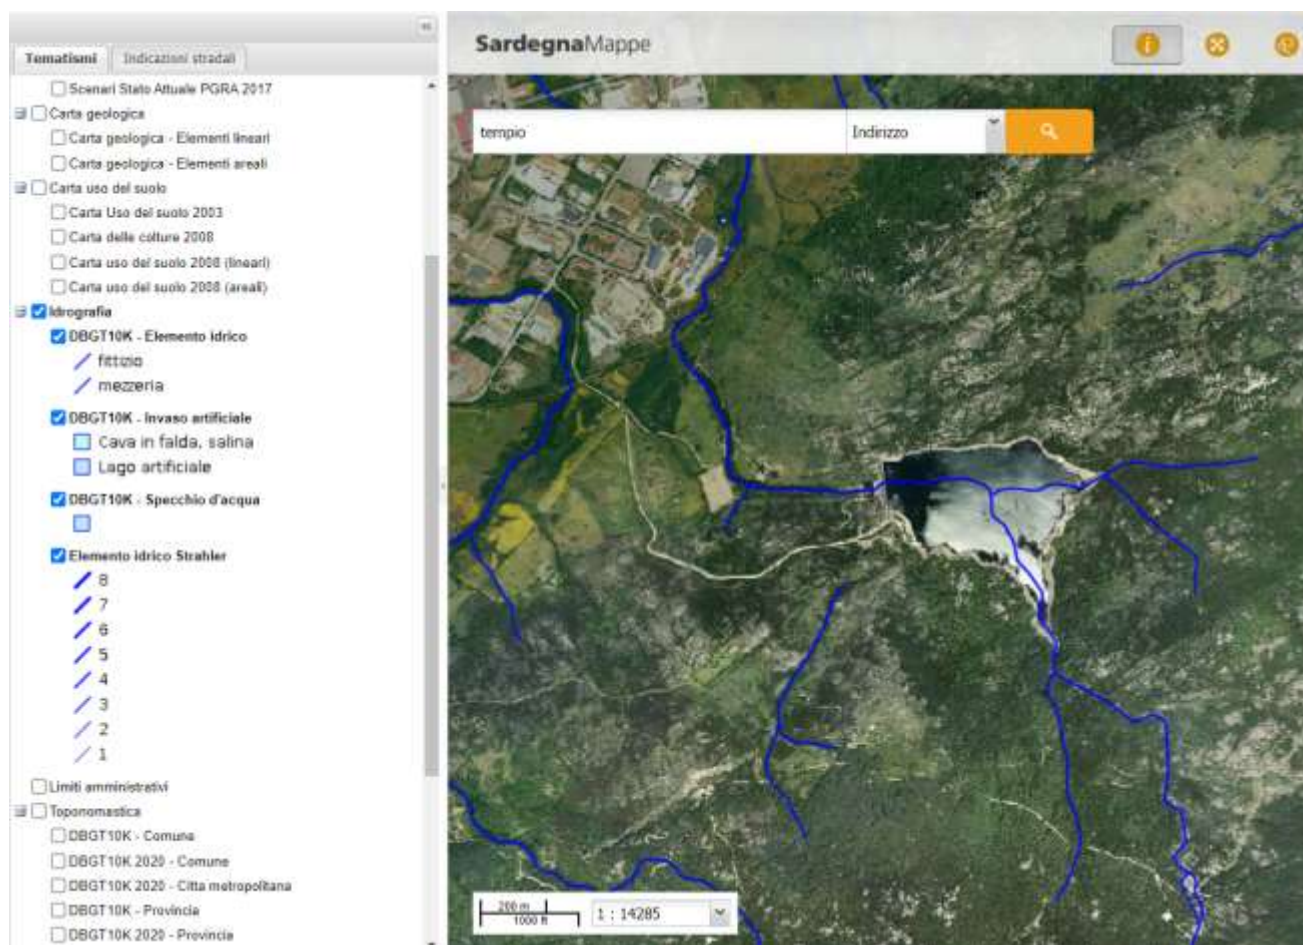 Tematismi
Indicazioni stradali
Scenari Stato Attuale PGRA 2017
Carta geologica
Carta geologica - Elementi lineari
Carta geologica - Elementi areali
Carta uso del suolo
Carta Uso del suolo 2003
Carta delle colture 2008
Carta uso del suolo 2008 (lineari)
Carta uso del suolo 2008 (areali)
Idrografia
DBGT10K - Elemento idrico
fittizio
mezzeria
DBGT10K - Invaso artificiale
Cava in falda, salina
Lago artificiale
DBGT10K - Specchio d'acqua
Elemento idrico Strahler
8
7
6
5
4
3
2
1
Limiti amministrativi
Toponomastica
DBGT10K - Comune
DBGT10K 2020 - Comune
DBGT10K 2020 - Citta metropolitana
DBGT10K - Provincia
DBGT10K 2020 - Provincia
SardegnaMappe
i
tempio
Indirizzo
200 m
1000 ft
1 : 14285